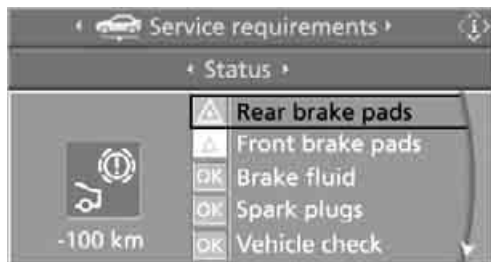 Service requirements
Status
Rear brake pads
Front brake pads
OK Brake fluid
OK Spark plugs
-100 km
OK Vehicle check